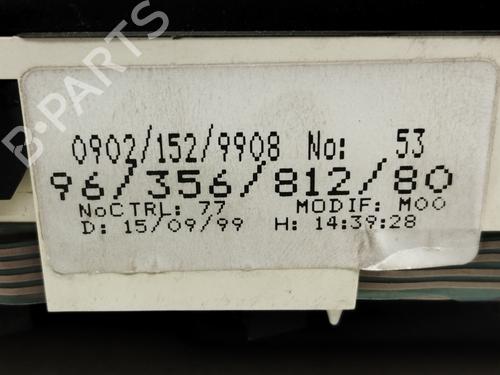 0902/152/9908 No: 53
96/356/812/80
NoCTRL: 77 MODIF: M00
D: 15/09/99 H: 14:39:28
B-PARTS